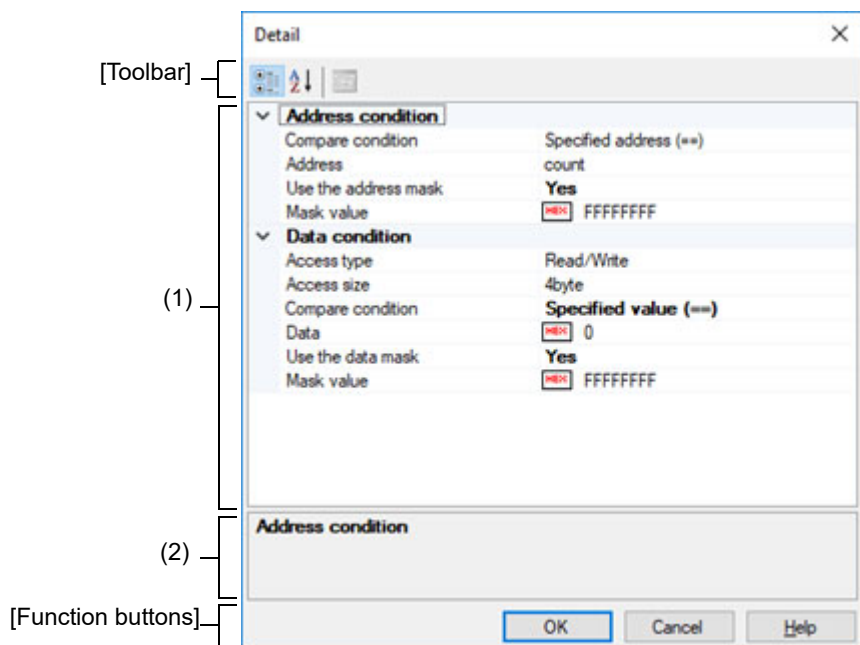 Detail
[Toolbar]
Address condition
Compare condition Specified address (==)
Address count
Use the address mask Yes
Mask value HEX FFFFFFFF
Data condition
Access type Read/Write
Access size 4byte
(1)
Compare condition Specified value (==)
Data HEX 0
Use the data mask Yes
Mask value HEX FFFFFFFF
Address condition
(2)
[Function buttons]
OK Cancel Help